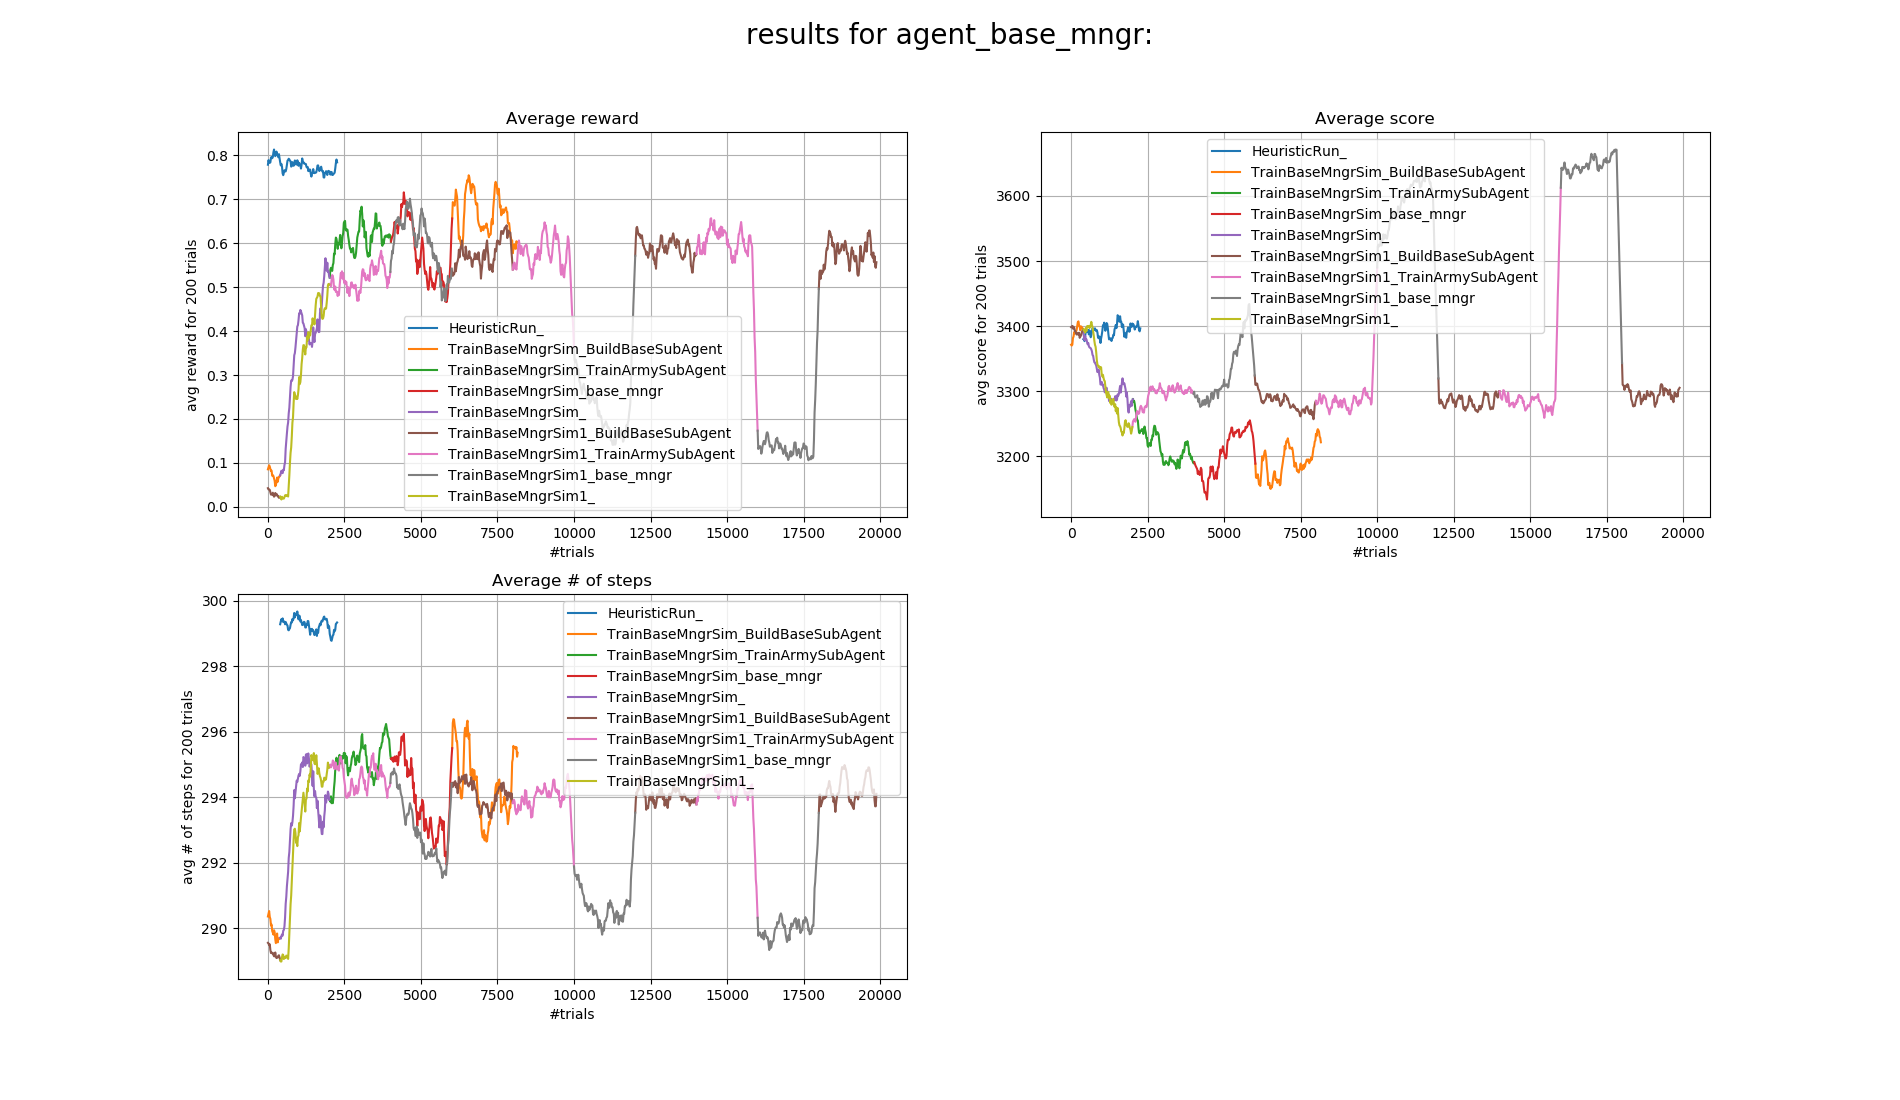 results for agent_base_mngr:
Average reward
avg reward for 200 trials
0.8
0.7
0.6
0.5
0.4
0.3
0.2
0.1
0.0
HeuristicRun_
TrainBaseMngrSim_BuildBaseSubAgent
TrainBaseMngrSim_TrainArmySubAgent
TrainBaseMngrSim_base_mngr
TrainBaseMngrSim_
TrainBaseMngrSim1_BuildBaseSubAgent
TrainBaseMngrSim1_TrainArmySubAgent
TrainBaseMngrSim1_base_mngr
TrainBaseMngrSim1_
0 2500 5000 7500 10000 12500 15000 17500 20000
#trials
Average score
avg score for 200 trials
3600
3500
3400
3300
3200
HeuristicRun_
TrainBaseMngrSim_BuildBaseSubAgent
TrainBaseMngrSim_TrainArmySubAgent
TrainBaseMngrSim_base_mngr
TrainBaseMngrSim_
TrainBaseMngrSim1_BuildBaseSubAgent
TrainBaseMngrSim1_TrainArmySubAgent
TrainBaseMngrSim1_base_mngr
TrainBaseMngrSim1_
0 2500 5000 7500 10000 12500 15000 17500 20000
#trials
Average # of steps
avg # of steps for 200 trials
300
298
296
294
292
290
HeuristicRun_
TrainBaseMngrSim_BuildBaseSubAgent
TrainBaseMngrSim_TrainArmySubAgent
TrainBaseMngrSim_base_mngr
TrainBaseMngrSim_
TrainBaseMngrSim1_BuildBaseSubAgent
TrainBaseMngrSim1_TrainArmySubAgent
TrainBaseMngrSim1_base_mngr
TrainBaseMngrSim1_
0 2500 5000 7500 10000 12500 15000 17500 20000
#trials